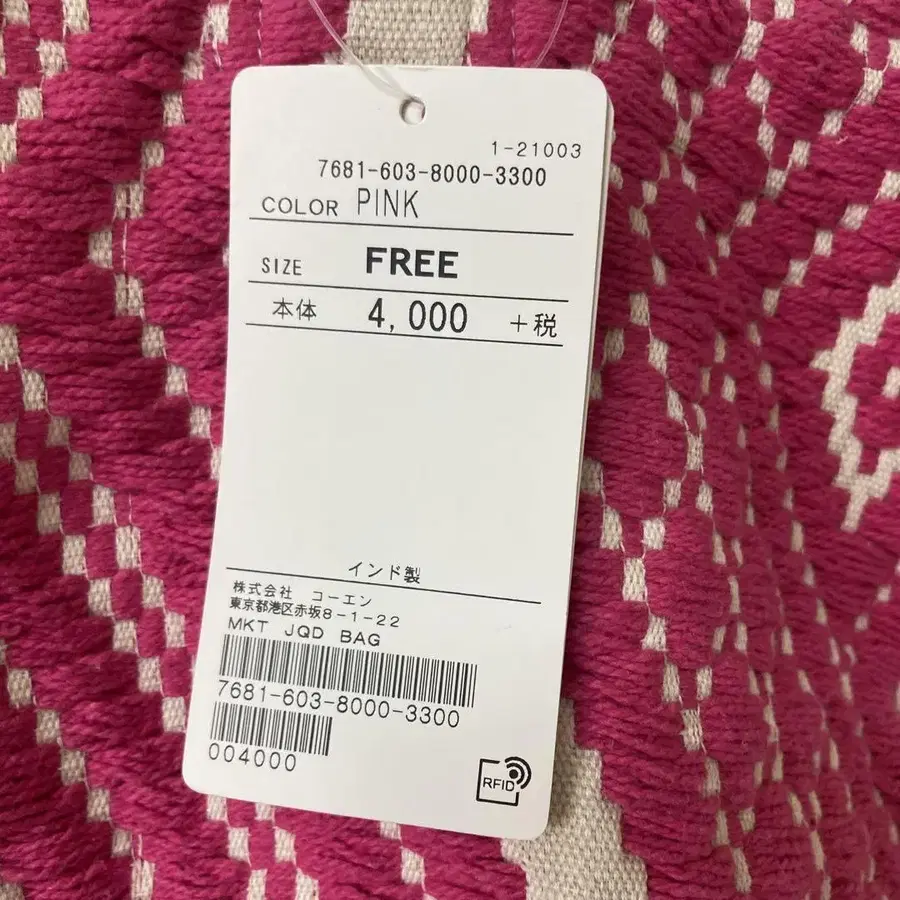 1-21003
7681-603-8000-3300
COLOR PINK
SIZE FREE
本体 4,000 +税
インド製
株式会社 コーエン
東京都港区赤坂8-1-22
MKT JQD BAG
7681-603-8000-3300
004000
RFID